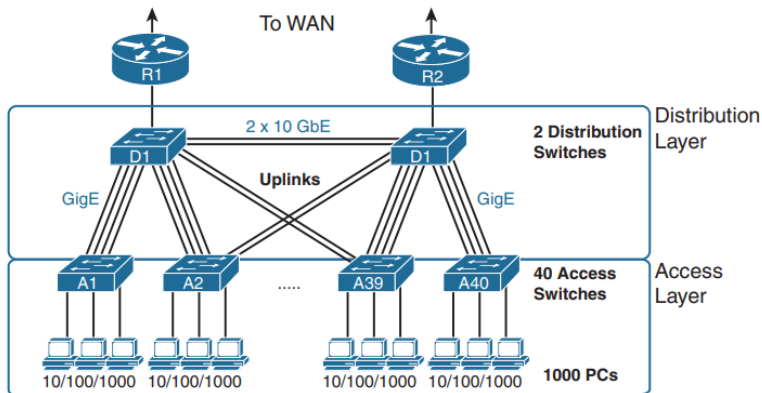 To WAN
R1
R2
Distribution
Layer
2 x 10 GbE
2 Distribution
Switches
D1
D1
Uplinks
GigE
GigE
Access
Layer
40 Access
Switches
A1
A2
.....
A39
A40
10/100/1000
10/100/1000
10/100/1000
10/100/1000
1000 PCs